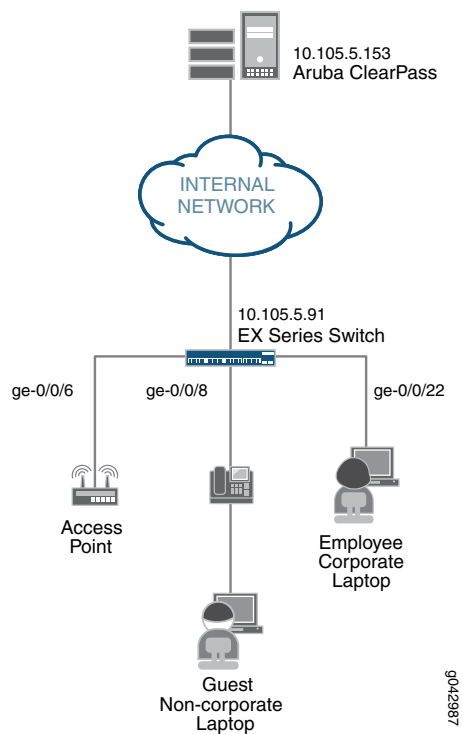 10.105.5.153
Aruba ClearPass
INTERNAL
NETWORK
10.105.5.91
EX Series Switch
ge-0/0/6
ge-0/0/8
ge-0/0/22
Access
Point
Employee
Corporate
Laptop
Guest
Non-corporate
Laptop
g042987